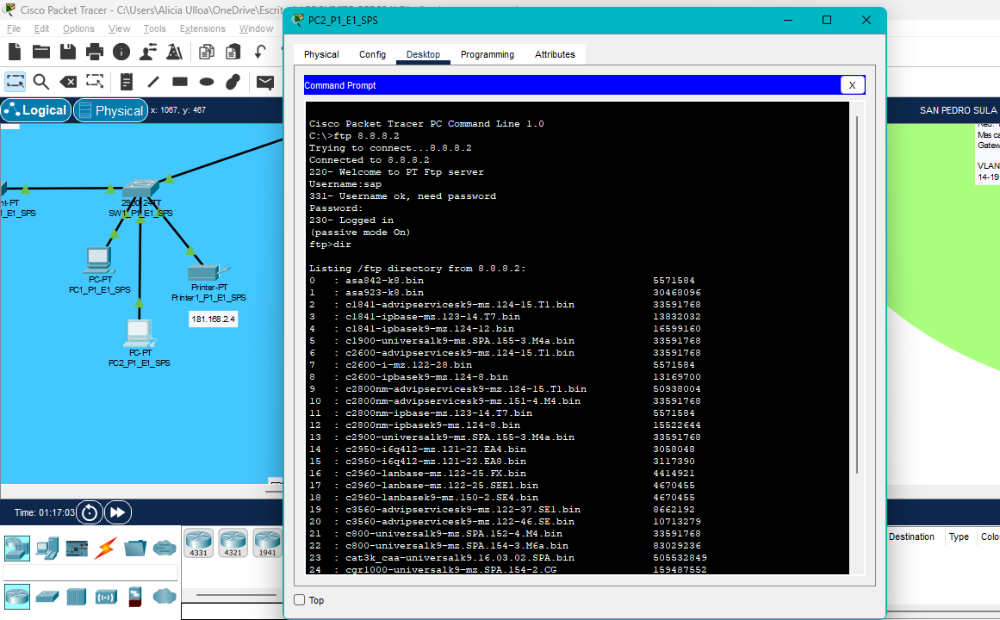 Cisco Packet Tracer - C:\Users\Alicia Ulloa\OneDrive\Escrit
File Edit Options View Tools Extensions Window
Logical Physical x: 1067, y: 467
2960-24TT
SW1_P1_E1_SPS
nt-PT
1_E1_SPS
PC-PT
PC1_P1_E1_SPS
Printer-PT
Printer1_P1_E1_SPS
181.168.2.4
PC-PT
PC2_P1_E1_SPS
Time: 01:17:03
4331 4321 1941
PC2_P1_E1_SPS
Physical Config Desktop Programming Attributes
Command Prompt X
Cisco Packet Tracer PC Command Line 1.0
C:\>ftp 8.8.8.2
Trying to connect...8.8.8.2
Connected to 8.8.8.2
220- Welcome to PT Ftp server
Username:sap
331- Username ok, need password
Password:
230- Logged in
(passive mode On)
ftp>dir
Listing /ftp directory from 8.8.8.2:
0 : asa842-k8.bin 5571584
1 : asa923-k8.bin 30468096
2 : c1841-advipservicesk9-mz.124-15.T1.bin 33591768
3 : c1841-ipbase-mz.123-14.T7.bin 13832032
4 : c1841-ipbasek9-mz.124-12.bin 16599160
5 : c1900-universalk9-mz.SPA.155-3.M4a.bin 33591768
6 : c2600-advipservicesk9-mz.124-15.T1.bin 33591768
7 : c2600-i-mz.122-28.bin 5571584
8 : c2600-ipbasek9-mz.124-8.bin 13169700
9 : c2800nm-advipservicesk9-mz.124-15.T1.bin 50938004
10 : c2800nm-advipservicesk9-mz.151-4.M4.bin 33591768
11 : c2800nm-ipbase-mz.123-14.T7.bin 5571584
12 : c2800nm-ipbasek9-mz.124-8.bin 15522644
13 : c2900-universalk9-mz.SPA.155-3.M4a.bin 33591768
14 : c2950-i6q4l2-mz.121-22.EA4.bin 3058048
15 : c2950-i6q4l2-mz.121-22.EA8.bin 3117390
16 : c2960-lanbase-mz.122-25.FX.bin 4414921
17 : c2960-lanbase-mz.122-25.SEE1.bin 4670455
18 : c2960-lanbasek9-mz.150-2.SE4.bin 4670455
19 : c3560-advipservicesk9-mz.122-37.SE1.bin 8662192
20 : c3560-advipservicesk9-mz.122-46.SE.bin 10713279
21 : c800-universalk9-mz.SPA.152-4.M4.bin 33591768
22 : c800-universalk9-mz.SPA.154-3.M6a.bin 83029236
23 : cat3k_caa-universalk9.16.03.02.SPA.bin 505532849
24 : cgr1000-universalk9-mz.SPA.154-2.CG 159487552
Top
SAN PEDRO SULA
Mas ca
Gatew
VLAN
14-19
Destination Type Colo